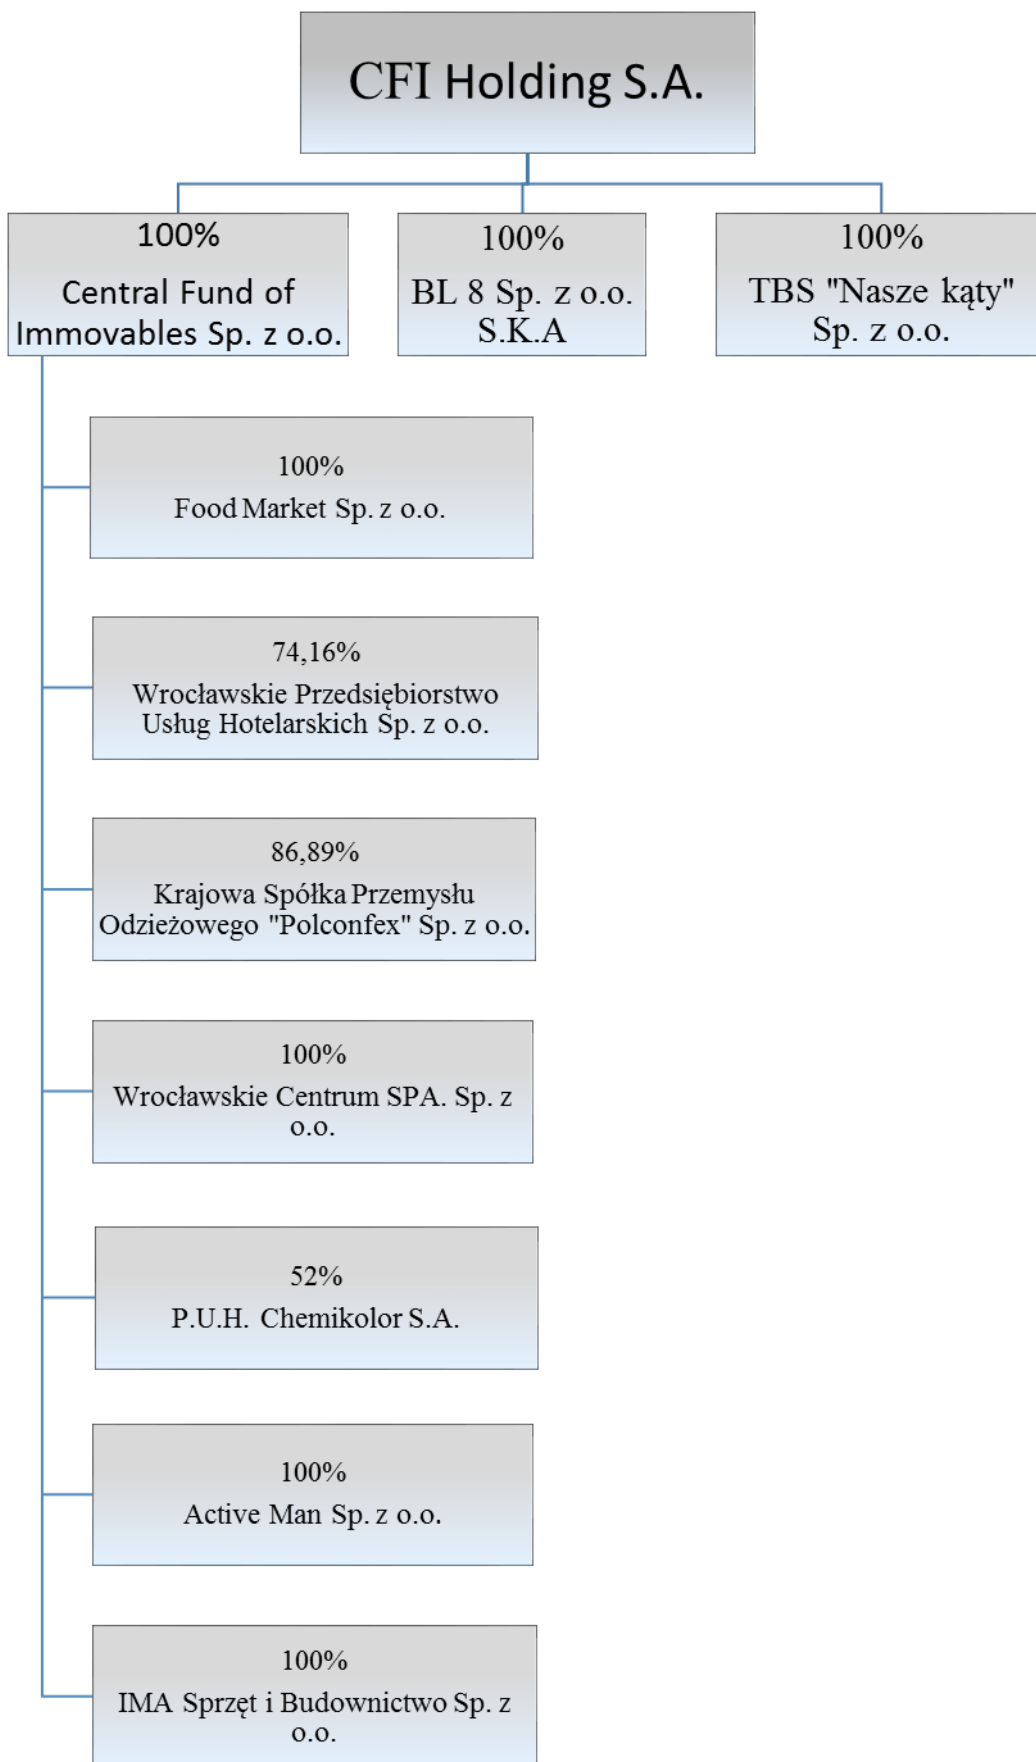 CFI Holding S.A.
100%
Central Fund of
Immovables Sp. z o.o.
100%
BL 8 Sp. z o.o.
S.K.A
100%
TBS "Nasze kąty"
Sp. z o.o.
100%
Food Market Sp. z o.o.
74,16%
Wrocławskie Przedsiębiorstwo
Usług Hotelarskich Sp. z o.o.
86,89%
Krajowa Spółka Przemysłu
Odzieżowego "Polconfex" Sp. z o.o.
100%
Wrocławskie Centrum SPA. Sp. z
o.o.
52%
P.U.H. Chemikolor S.A.
100%
Active Man Sp. z o.o.
100%
IMA Sprzęt i Budownictwo Sp. z
o.o.